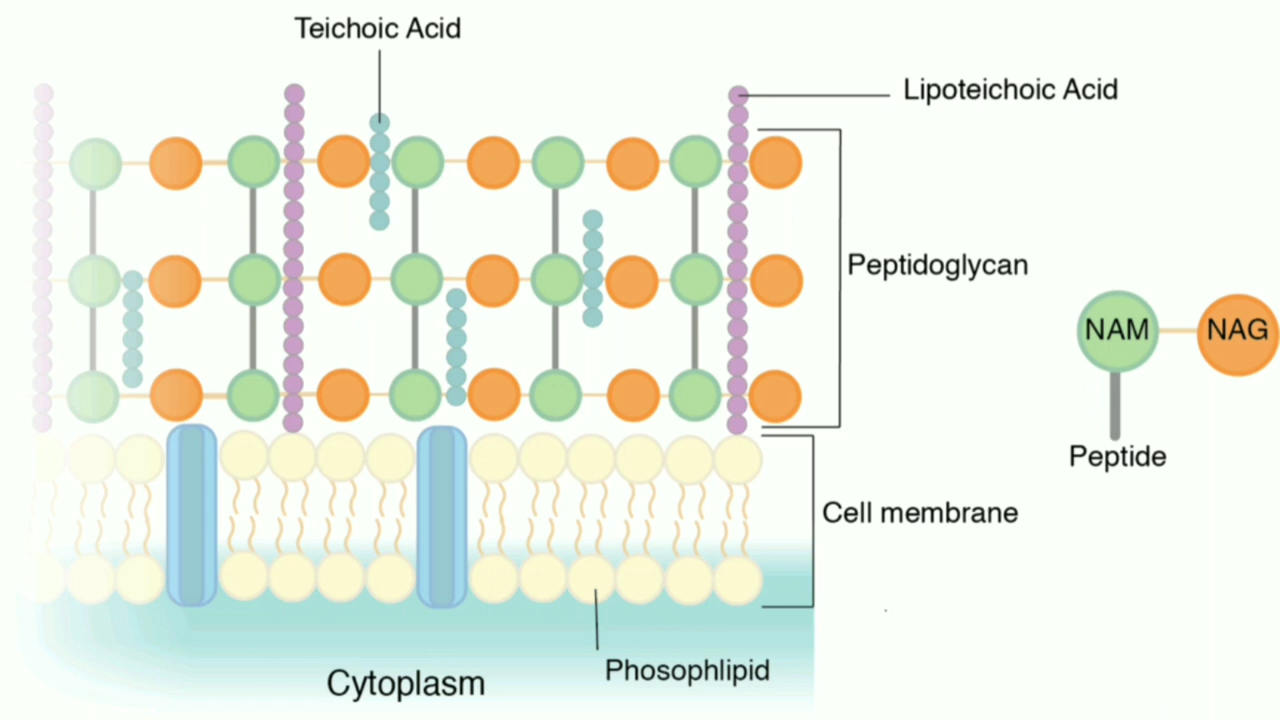 Teichoic Acid
Lipoteichoic Acid
Peptidoglycan
NAM
NAG
Peptide
Cell membrane
Phosophlipid
Cytoplasm